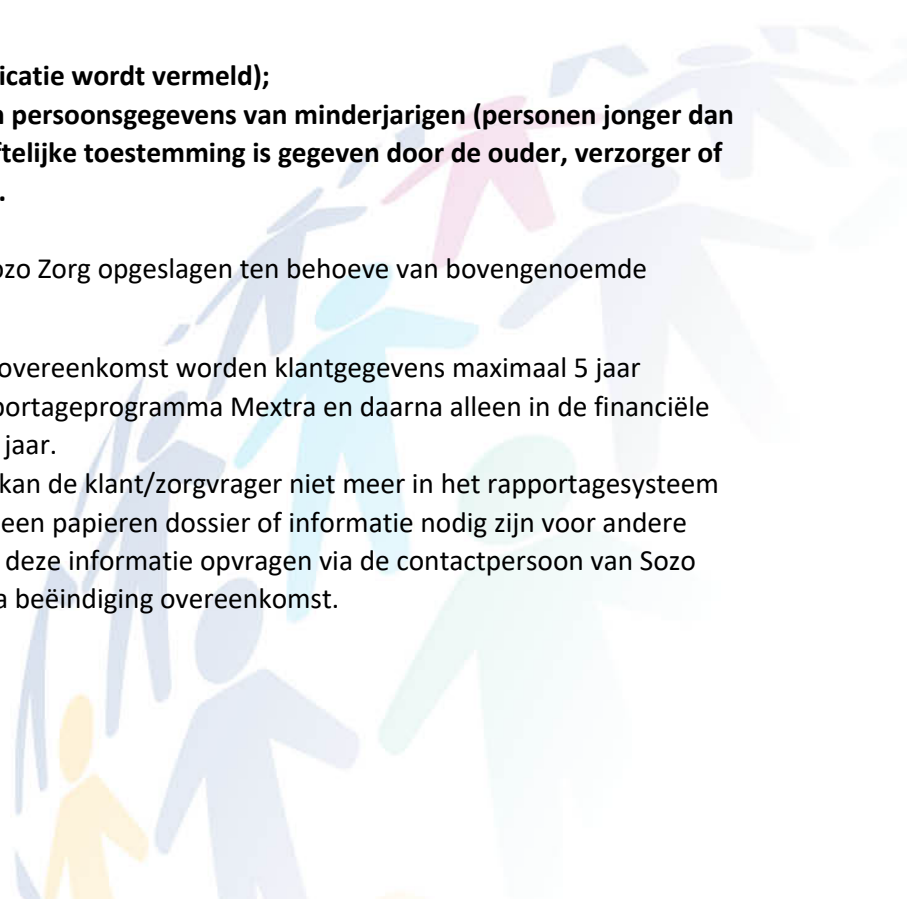 icatie wordt vermeld);
persoonsgegevens van minderjarigen (personen jonger dan
telijke toestemming is gegeven door de ouder, verzorger of
.
ozo Zorg opgeslagen ten behoeve van bovengenoemde
overeenkomst worden klantgegevens maximaal 5 jaar
portageprogramma Mextra en daarna alleen in de financiële
jaar.
kan de klant/zorgvrager niet meer in het rapportagesysteem
een papieren dossier of informatie nodig zijn voor andere
deze informatie opvragen via de contactpersoon van Sozo
a beëindiging overeenkomst.